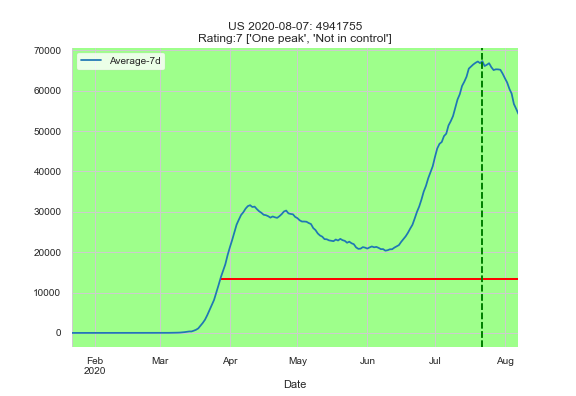 US 2020-08-07: 4941755
Rating:7 ['One peak', 'Not in control']
Average-7d
70000
60000
50000
40000
30000
20000
10000
0
Feb Mar Apr May Jun Jul Aug
2020
Date